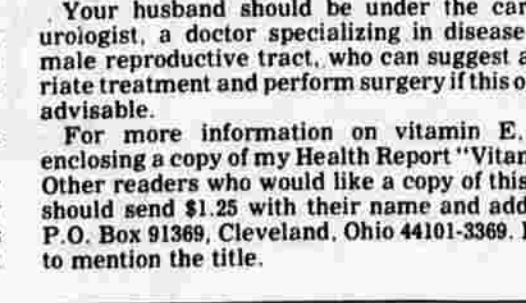 Your husband should be under the car
urologist, a doctor specializing in disease
male reproductive tract, who can suggest a
riate treatment and perform surgery if this o
advisable.
For more information on vitamin E,
enclosing a copy of my Health Report "Vitam
Other readers who would like a copy of this
should send $1.25 with their name and add
P.O. Box 91369, Cleveland, Ohio 44101-3369.
to mention the title.